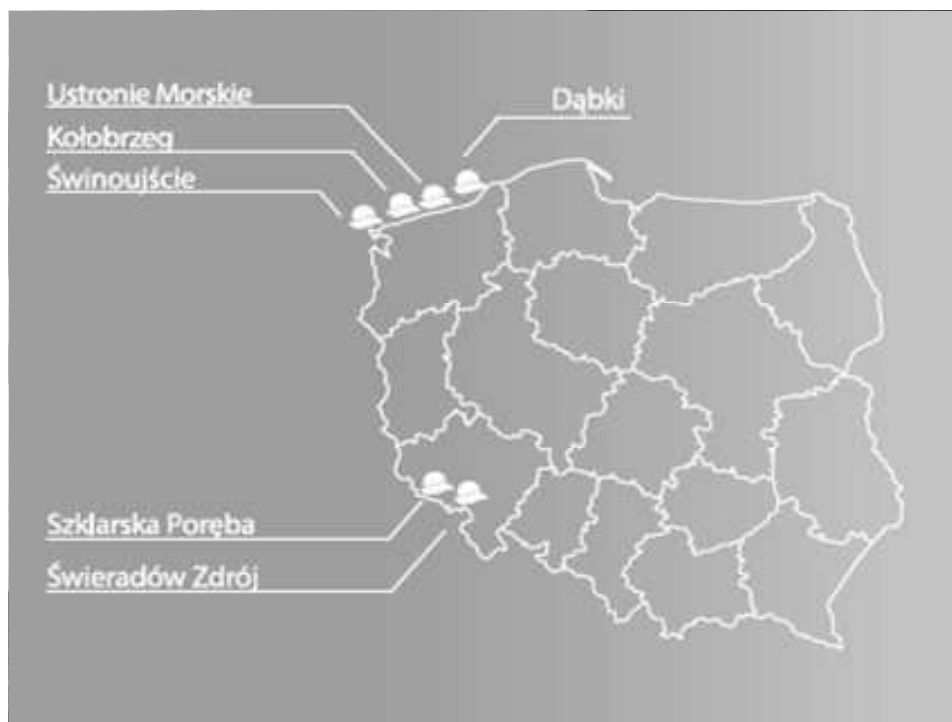 Ustronie Morskie
Dąbki
Kołobrzeg
Świnoujście
Szklarska Poręba
Świeradów Zdrój